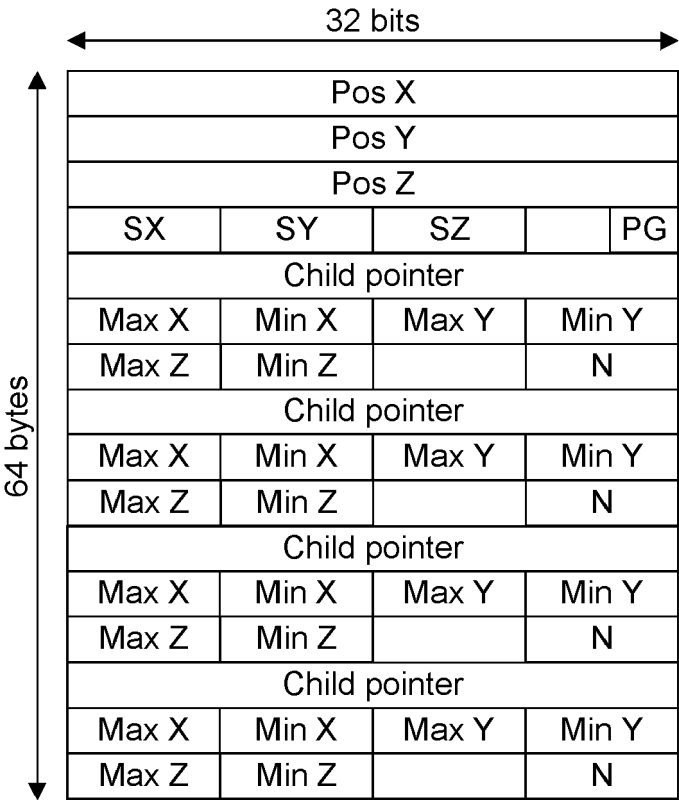 32 bits
64 bytes
Pos X
Pos Y
Pos Z
SX SY SZ PG
Child pointer
Max X Min X Max Y Min Y
Max Z Min Z N
Child pointer
Max X Min X Max Y Min Y
Max Z Min Z N
Child pointer
Max X Min X Max Y Min Y
Max Z Min Z N
Child pointer
Max X Min X Max Y Min Y
Max Z Min Z N